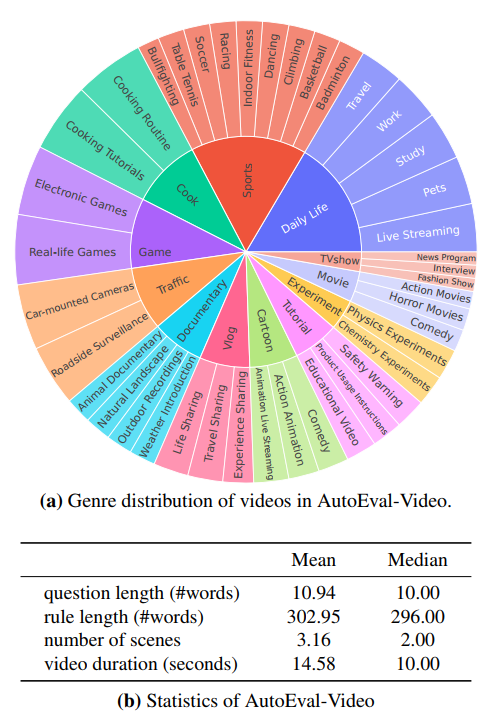 Sports
Bullfighting
Table Tennis
Soccer
Racing
Indoor Fitness
Dancing
Climbing
Basketball
Badminton
Daily Life
Travel
Work
Study
Pets
Live Streaming
TVshow
News Program
Interview
Fashion Show
Movie
Action Movies
Horror Movies
Comedy
Experiment
Physics Experiments
Chemistry Experiments
Tutorial
Safety Warning
Product Usage Instructions
Educational Video
Cartoon
Comedy
Action Animation
Animation Live Streaming
Vlog
Experience Sharing
Travel Sharing
Life Sharing
Documentary
Weather Introduction
Outdoor Recordings
Natural Landscape
Animal Documentary
Traffic
Roadside Surveillance
Car-mounted Cameras
Game
Real-life Games
Electronic Games
Cook
Cooking Tutorials
Cooking Routine
(a) Genre distribution of videos in AutoEval-Video.
Mean Median
question length (#words) 10.94 10.00
rule length (#words) 302.95 296.00
number of scenes 3.16 2.00
video duration (seconds) 14.58 10.00
(b) Statistics of AutoEval-Video